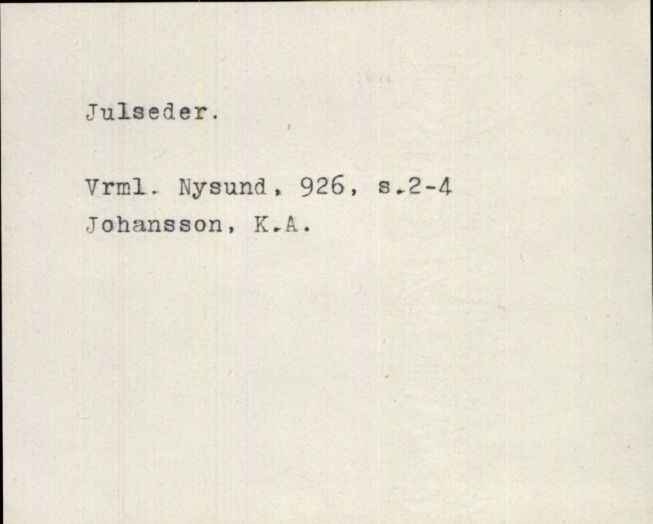 Julseder.
Vrml. Nysund, 926, s.2-4
Johansson, K.A.